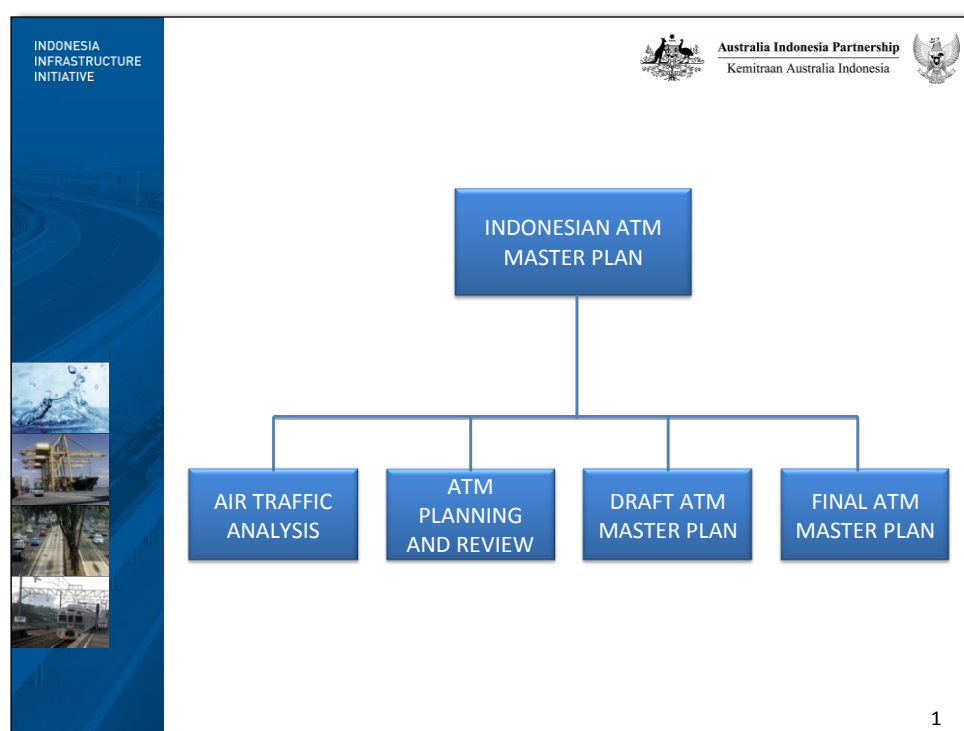 INDONESIA
INFRASTRUCTURE
INITIATIVE
Australia Indonesia Partnership
Kemitraan Australia Indonesia
INDONESIAN ATM
MASTER PLAN
AIR TRAFFIC
ANALYSIS
ATM
PLANNING
AND REVIEW
DRAFT ATM
MASTER PLAN
FINAL ATM
MASTER PLAN
1